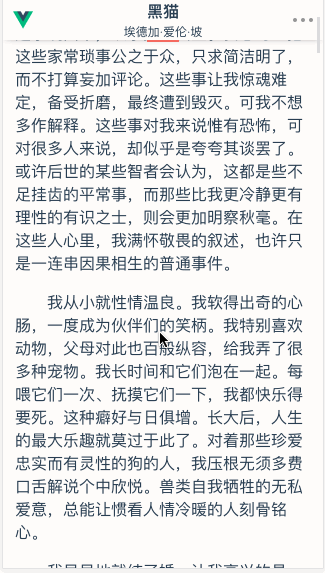 黑猫
埃德加·爱伦·坡
这些家常琐事公之于众，只求简洁明了，
而不打算妄加评论。这些事让我惊魂难
定，备受折磨，最终遭到毁灭。可我不想
多作解释。这些事对我来说惟有恐怖，可
对很多人来说，却似乎是夸夸其谈罢了。
或许后世的某些智者会认为，这都是些不
足挂齿的平常事，而那些比我更冷静更有
理性的有识之士，则会更加明察秋毫。在
这些人心里，我满怀敬畏的叙述，也许只
是一连串因果相生的普通事件。
我从小就性情温良。我软得出奇的心
肠，一度成为伙伴们的笑柄。我特别喜欢
动物，父母对此也百般纵容，给我弄了很
多种宠物。我长时间和它们泡在一起。每
喂它们一次、抚摸它们一下，我都快乐得
要死。这种癖好与日俱增。长大后，人生
的最大乐趣就莫过于此了。对着那些珍爱
忠实而有灵性的狗的人，我压根无须多费
口舌解说个中欣悦。兽类自我牺牲的无私
爱意，总能让惯看人情冷暖的人刻骨铭
心。